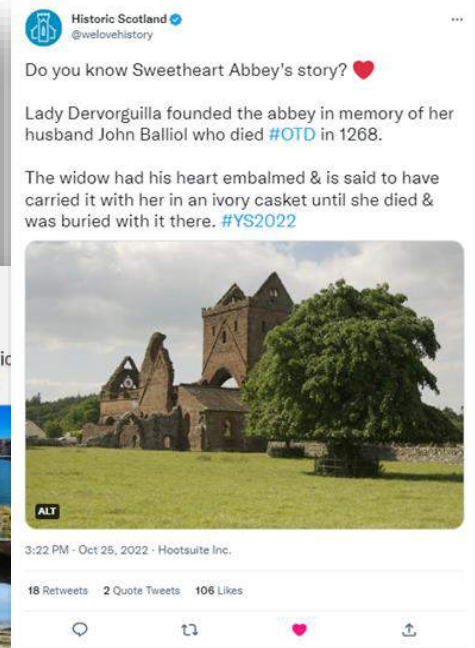 Historic Scotland
@welovehistory
Do you know Sweetheart Abbey's story? ❤️
Lady Dervorguilla founded the abbey in memory of her
husband John Balliol who died #OTD in 1268.
The widow had his heart embalmed & is said to have
carried it with her in an ivory casket until she died &
was buried with it there. #YS2022
ALT
3:22 PM · Oct 25, 2022 · Hootsuite Inc.
18 Retweets 2 Quote Tweets 106 Likes